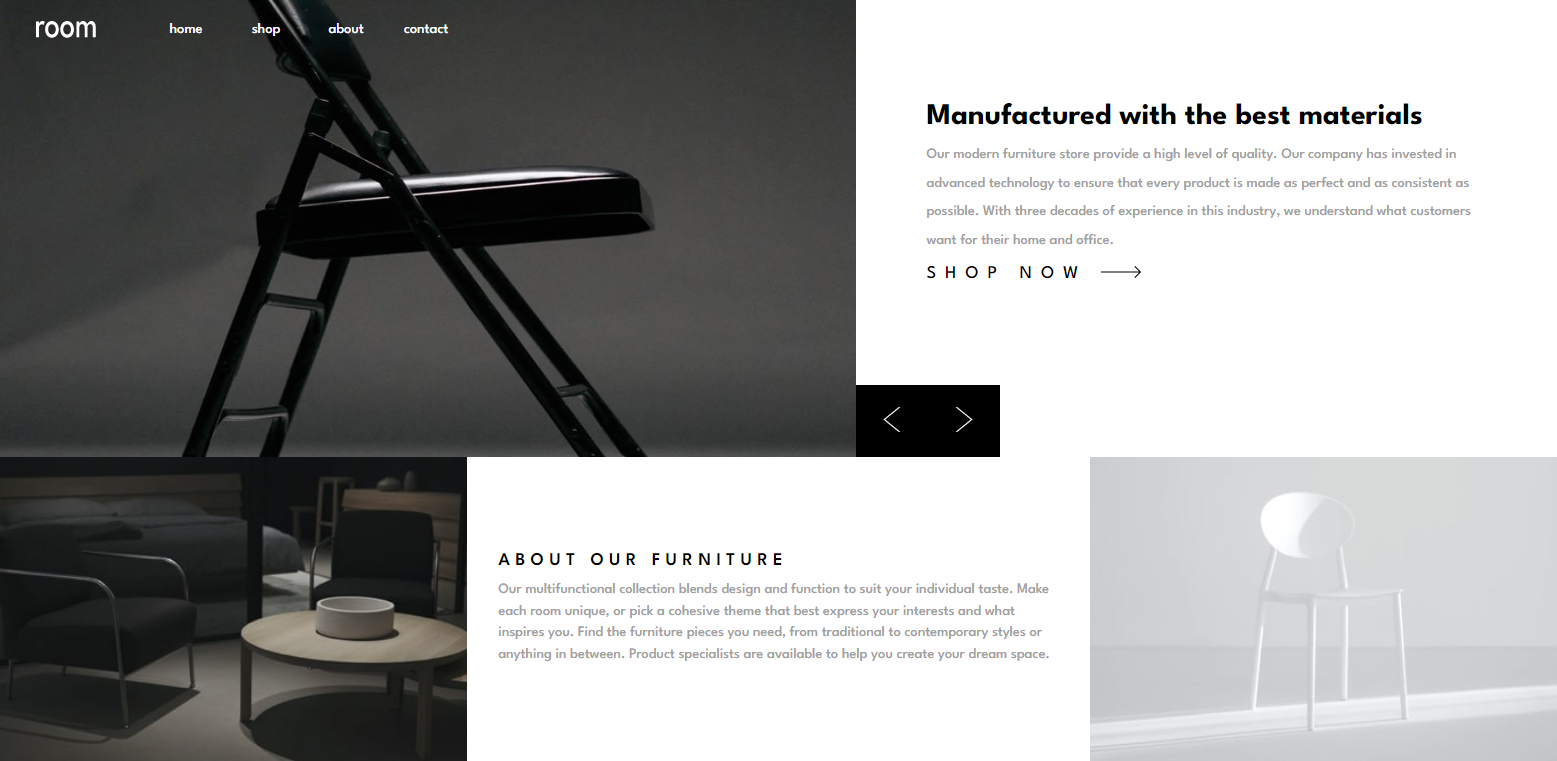 room
home shop about contact
Manufactured with the best materials
Our modern furniture store provide a high level of quality. Our company has invested in
advanced technology to ensure that every product is made as perfect and as consistent as
possible. With three decades of experience in this industry, we understand what customers
want for their home and office.
SHOP NOW
ABOUT OUR FURNITURE
Our multifunctional collection blends design and function to suit your individual taste. Make
each room unique, or pick a cohesive theme that best express your interests and what
inspires you. Find the furniture pieces you need, from traditional to contemporary styles or
anything in between. Product specialists are available to help you create your dream space.